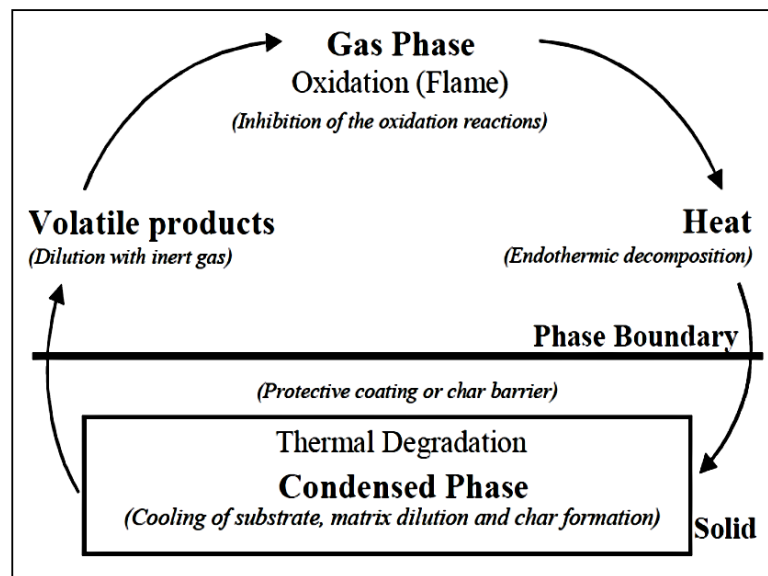 Gas Phase
Oxidation (Flame)
(Inhibition of the oxidation reactions)
Volatile products
(Dilution with inert gas)
Heat
(Endothermic decomposition)
Phase Boundary
(Protective coating or char barrier)
Thermal Degradation
Condensed Phase
(Cooling of substrate, matrix dilution and char formation)
Solid